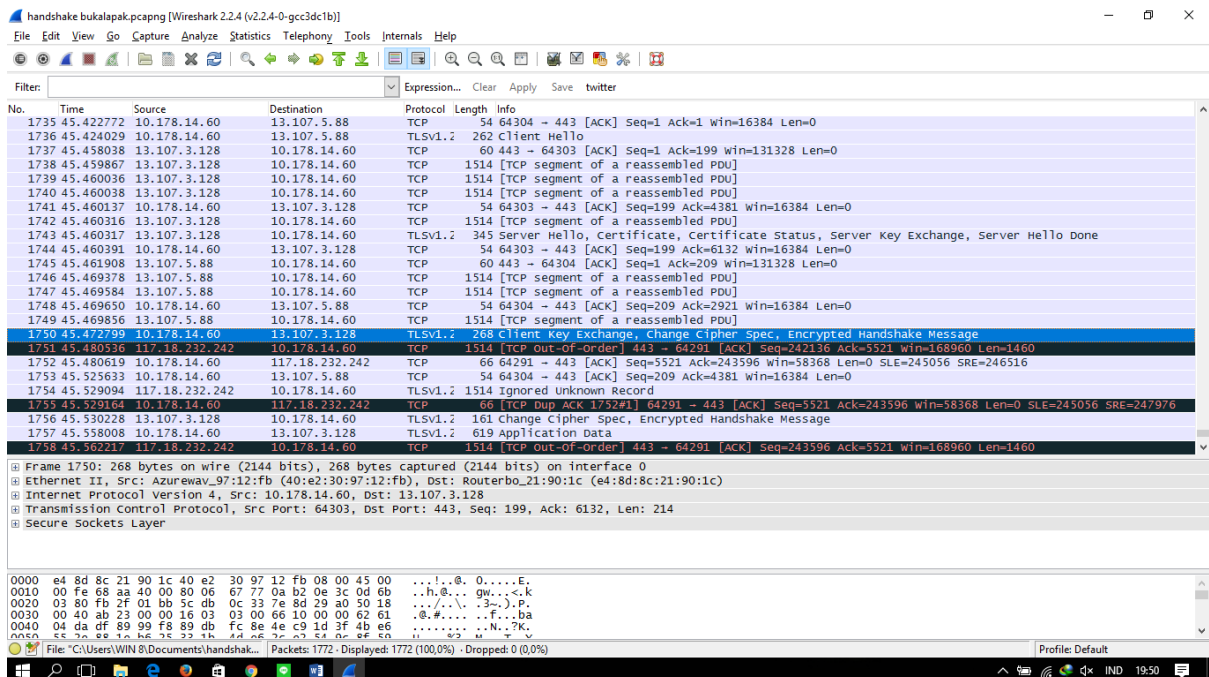 handshake bukalapak.pcapng [Wireshark 2.2.4 (v2.2.4-0-gcc3dc1b)]
File Edit View Go Capture Analyze Statistics Telephony Tools Internals Help
Filter: Expression... Clear Apply Save twitter
No. Time Source Destination Protocol Length Info
1735 45.422772 10.178.14.60 13.107.5.88 TCP 54 64304 → 443 [ACK] Seq=1 Ack=1 Win=16384 Len=0
1736 45.424029 10.178.14.60 13.107.5.88 TLSv1.2 262 Client Hello
1737 45.458038 13.107.3.128 10.178.14.60 TCP 60 443 → 64303 [ACK] Seq=1 Ack=199 Win=131328 Len=0
1738 45.459867 13.107.3.128 10.178.14.60 TCP 1514 [TCP segment of a reassembled PDU]
1739 45.460036 13.107.3.128 10.178.14.60 TCP 1514 [TCP segment of a reassembled PDU]
1740 45.460038 13.107.3.128 10.178.14.60 TCP 1514 [TCP segment of a reassembled PDU]
1741 45.460137 10.178.14.60 13.107.3.128 TCP 54 64303 → 443 [ACK] Seq=199 Ack=4381 Win=16384 Len=0
1742 45.460316 13.107.3.128 10.178.14.60 TCP 1514 [TCP segment of a reassembled PDU]
1743 45.460317 13.107.3.128 10.178.14.60 TLSv1.2 345 Server Hello, Certificate, Certificate Status, Server Key Exchange, Server Hello Done
1744 45.460391 10.178.14.60 13.107.3.128 TCP 54 64303 → 443 [ACK] Seq=199 Ack=6132 Win=16384 Len=0
1745 45.461908 13.107.5.88 10.178.14.60 TCP 60 443 → 64304 [ACK] Seq=1 Ack=209 Win=131328 Len=0
1746 45.469378 13.107.5.88 10.178.14.60 TCP 1514 [TCP segment of a reassembled PDU]
1747 45.469584 13.107.5.88 10.178.14.60 TCP 1514 [TCP segment of a reassembled PDU]
1748 45.469650 10.178.14.60 13.107.5.88 TCP 54 64304 → 443 [ACK] Seq=209 Ack=2921 Win=16384 Len=0
1749 45.469856 13.107.5.88 10.178.14.60 TCP 1514 [TCP segment of a reassembled PDU]
1750 45.472799 10.178.14.60 13.107.3.128 TLSv1.2 268 Client Key Exchange, Change Cipher Spec, Encrypted Handshake Message
1751 45.480536 117.18.232.242 10.178.14.60 TCP 1514 [TCP Out-Of-Order] 443 → 64291 [ACK] Seq=242136 Ack=5521 Win=168960 Len=1460
1752 45.480619 10.178.14.60 117.18.232.242 TCP 66 64291 → 443 [ACK] Seq=5521 Ack=243596 Win=58368 Len=0 SLE=245056 SRE=246516
1753 45.525633 10.178.14.60 13.107.5.88 TCP 54 64304 → 443 [ACK] Seq=209 Ack=4381 Win=16384 Len=0
1754 45.529094 117.18.232.242 10.178.14.60 TLSv1.2 1514 Ignored Unknown Record
1755 45.529164 10.178.14.60 117.18.232.242 TCP 66 [TCP Dup ACK 1752#1] 64291 → 443 [ACK] Seq=5521 Ack=243596 Win=58368 Len=0 SLE=245056 SRE=247976
1756 45.530228 13.107.3.128 10.178.14.60 TLSv1.2 161 Change Cipher Spec, Encrypted Handshake Message
1757 45.558008 10.178.14.60 13.107.3.128 TLSv1.2 619 Application Data
1758 45.562217 117.18.232.242 10.178.14.60 TCP 1514 [TCP Out-Of-Order] 443 → 64291 [ACK] Seq=243596 Ack=5521 Win=168960 Len=1460
Frame 1750: 268 bytes on wire (2144 bits), 268 bytes captured (2144 bits) on interface 0
Ethernet II, Src: Azurewav_97:12:fb (40:e2:30:97:12:fb), Dst: Routerbo_21:90:1c (e4:8d:8c:21:90:1c)
Internet Protocol Version 4, Src: 10.178.14.60, Dst: 13.107.3.128
Transmission Control Protocol, Src Port: 64303, Dst Port: 443, Seq: 199, Ack: 6132, Len: 214
Secure Sockets Layer
0000 e4 8d 8c 21 90 1c 40 e2 30 97 12 fb 08 00 45 00 ...!..@. 0.....E.
0010 00 fe 68 aa 40 00 80 06 67 77 0a b2 0e 3c 0d 6b ..h.@... gw...<.k
0020 03 80 fb 2f 01 bb 5c db 0c 33 7e 8d 29 a0 50 18 .../..\. .3~.).P.
0030 00 40 ab 23 00 00 16 03 03 00 66 10 00 00 62 61 .@.#.... ..f...ba
0040 04 da df 89 99 f8 89 db fc 8e 4e c9 1d 3f 4b e6 ........ ..N..?K.
File: "C:\Users\WIN 8\Documents\handshak... Packets: 1772 · Displayed: 1772 (100,0%) · Dropped: 0 (0,0%) Profile: Default
IND 19:50